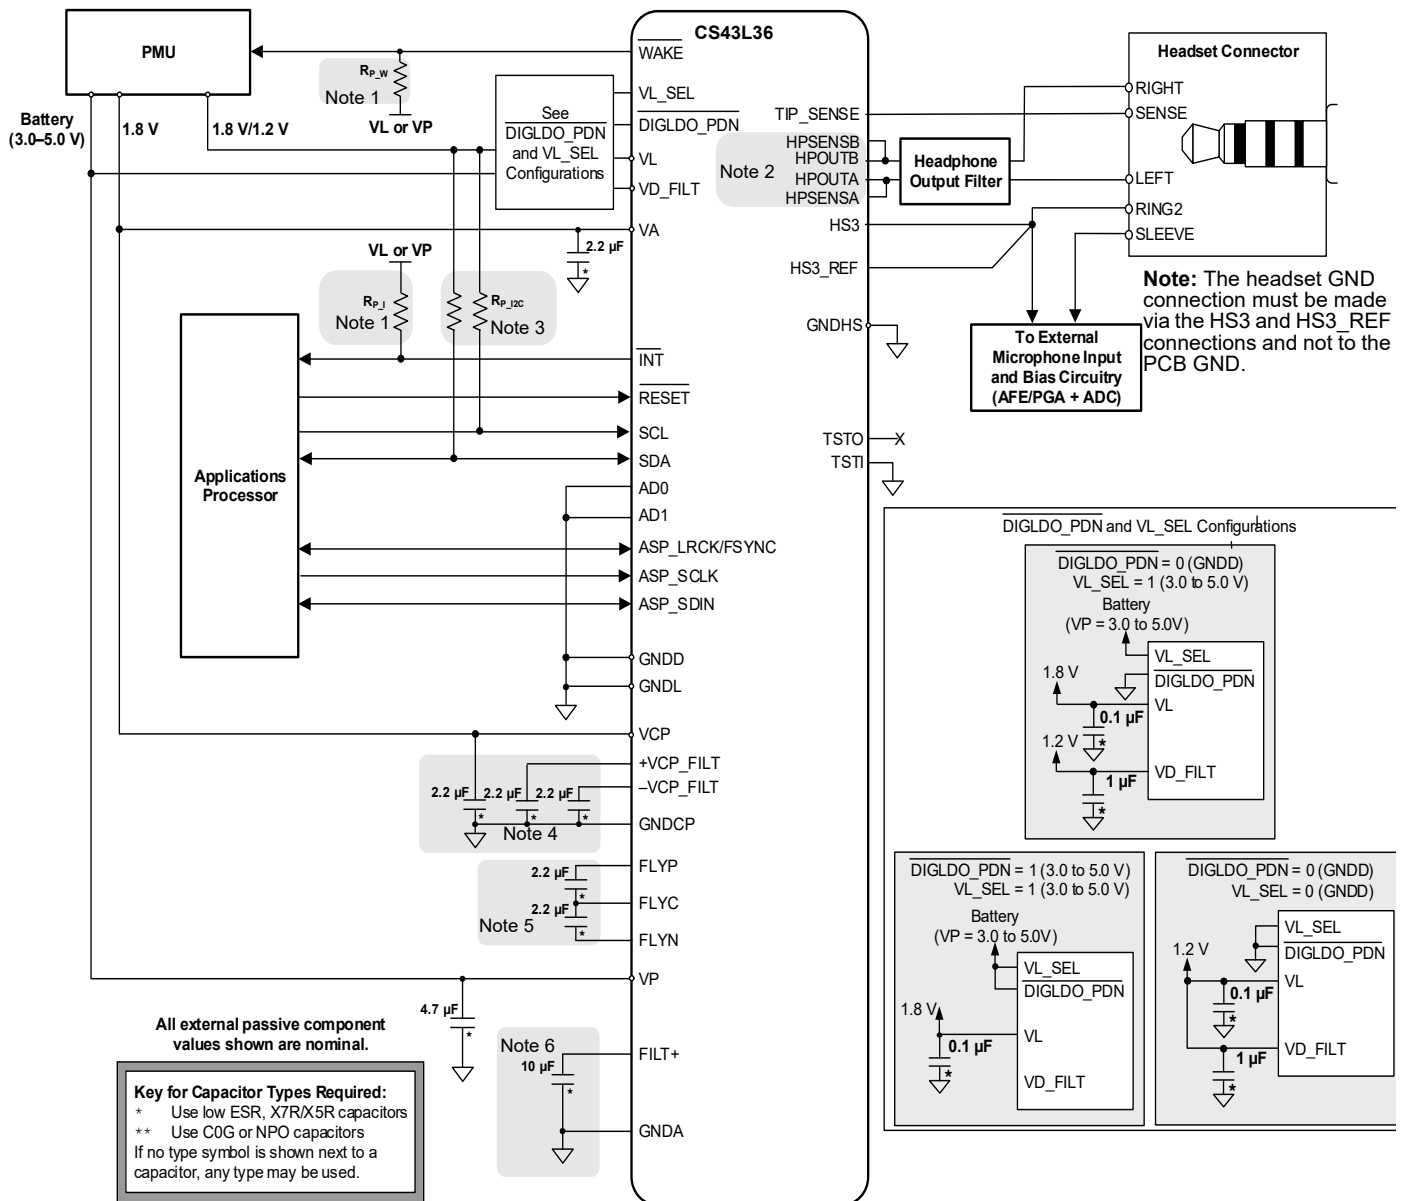 CS43L36
PMU
WAKE
R_P_W
Note 1
VL or VP
Battery
(3.0–5.0 V)
1.8 V
1.8 V/1.2 V
See
DIGLDO_PDN
and VL_SEL
Configurations
VL_SEL
DIGLDO_PDN
VL
VD_FILT
VA
2.2 µF
*
VL or VP
R_P_I
Note 1
R_P_I2C
Note 3
Applications
Processor
INT
RESET
SCL
SDA
AD0
AD1
ASP_LRCK/FSYNC
ASP_SCLK
ASP_SDIN
GNDD
GNDL
VCP
+VCP_FILT
–VCP_FILT
GNDCP
2.2 µF
*
2.2 µF
*
2.2 µF
*
Note 4
FLYP
FLYC
FLYN
2.2 µF
*
2.2 µF
*
Note 5
VP
4.7 µF
*
Note 6
10 µF
*
FILT+
GNDA
All external passive component
values shown are nominal.
Key for Capacitor Types Required:
* Use low ESR, X7R/X5R capacitors
** Use C0G or NPO capacitors
If no type symbol is shown next to a
capacitor, any type may be used.
TIP_SENSE
HPSENSB
HPOUTB
HPOUTA
HPSENSA
Note 2
HS3
HS3_REF
GNDHS
TSTO
X
TSTI
Headphone
Output Filter
Headset Connector
RIGHT
SENSE
LEFT
RING2
SLEEVE
To External
Microphone Input
and Bias Circuitry
(AFE/PGA + ADC)
Note: The headset GND
connection must be made
via the HS3 and HS3_REF
connections and not to the
PCB GND.
DIGLDO_PDN and VL_SEL Configurations
DIGLDO_PDN = 0 (GNDD)
VL_SEL = 1 (3.0 to 5.0 V)
Battery
(VP = 3.0 to 5.0V)
VL_SEL
DIGLDO_PDN
1.8 V
VL
0.1 µF
*
1.2 V
VD_FILT
1 µF
*
DIGLDO_PDN = 1 (3.0 to 5.0 V)
VL_SEL = 1 (3.0 to 5.0 V)
Battery
(VP = 3.0 to 5.0V)
VL_SEL
DIGLDO_PDN
1.8 V
VL
0.1 µF
*
VD_FILT
DIGLDO_PDN = 0 (GNDD)
VL_SEL = 0 (GNDD)
VL_SEL
DIGLDO_PDN
1.2 V
VL
0.1 µF
*
VD_FILT
1 µF
*